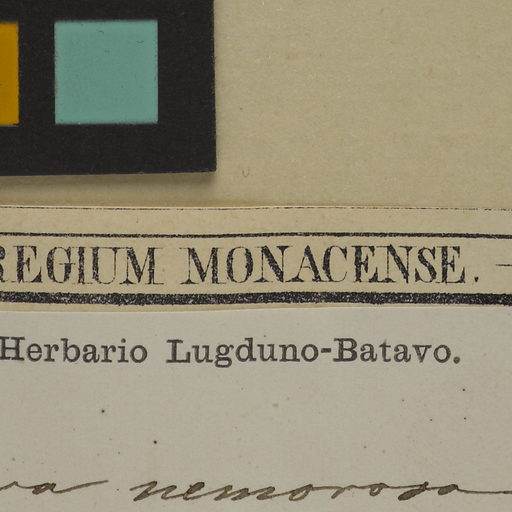 REGIUM MONACENSE. –
Herbario Lugduno-Batavo.
nemorosa